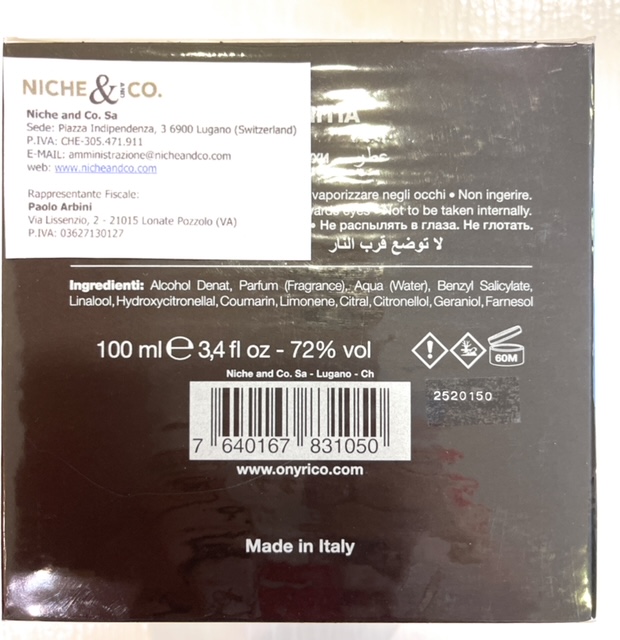 NICHE&CO.
Niche and Co. Sa
Sede: Piazza Indipendenza, 3 6900 Lugano (Switzerland)
P.IVA: CHE-305.471.911
E-MAIL: amministrazione@nicheandco.com
web: www.nicheandco.com
Rappresentante Fiscale:
Paolo Arbini
Via Lissenzio, 2 - 21015 Lonate Pozzolo (VA)
P.IVA: 03627130127
عطور
vaporizzare negli occhi • Non ingerire.
eyes • Not to be taken internally.
• Не распылять в глаза. Не глотать.
لا توضع قرب النار
Ingredienti: Alcohol Denat, Parfum (Fragrance), Aqua (Water), Benzyl Salicylate,
Linalool, Hydroxycitronellal, Coumarin, Limonene, Citral, Citronellol, Geraniol, Farnesol
100 ml ℮ 3,4 fl oz - 72% vol
60M
Niche and Co. Sa - Lugano - Ch
2520150
7 640167 831050
www.onyrico.com
Made in Italy